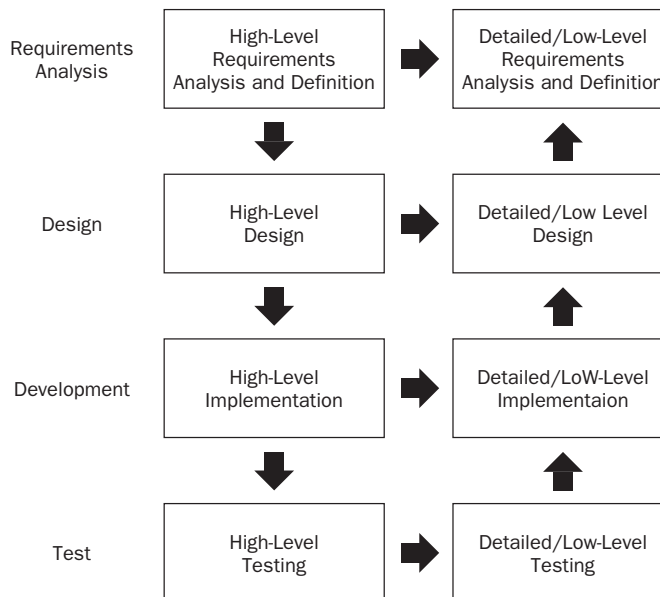 Requirements
Analysis
High-Level
Requirements
Analysis and Definition
Detailed/Low-Level
Requirements
Analysis and Definition
Design
High-Level
Design
Detailed/Low Level
Design
Development
High-Level
Implementation
Detailed/LoW-Level
Implementaion
Test
High-Level
Testing
Detailed/Low-Level
Testing